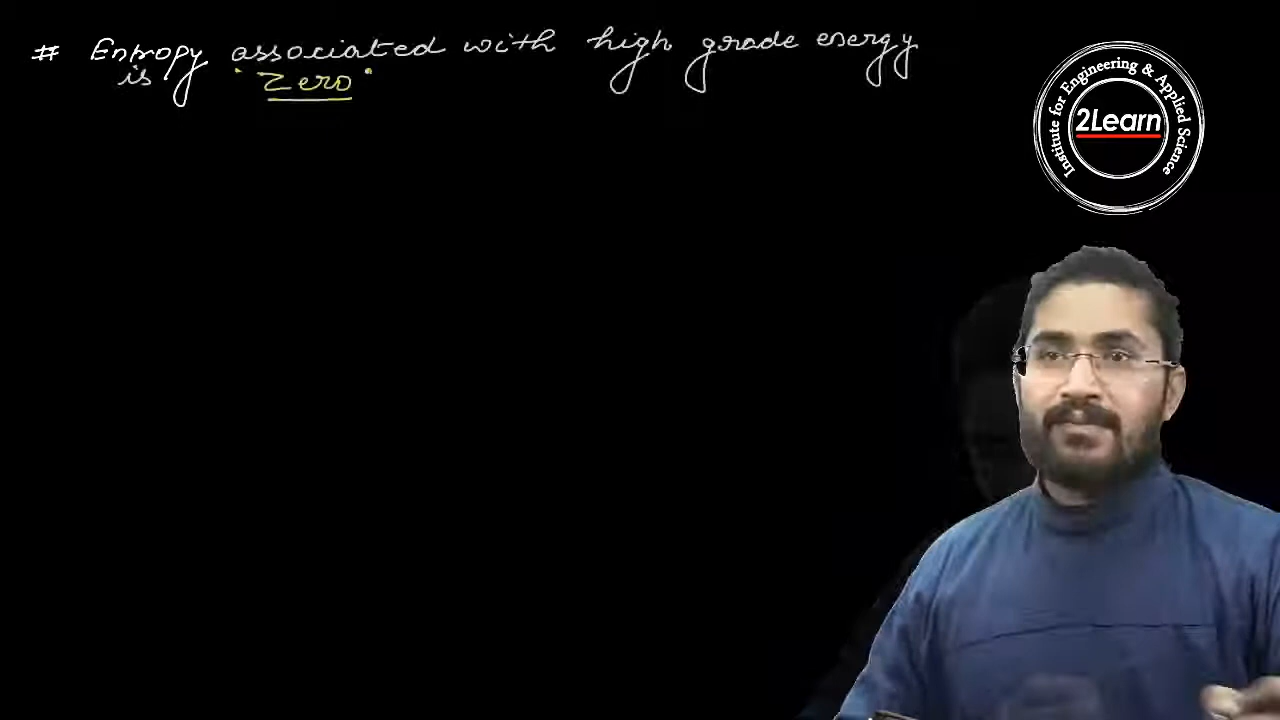 # Entropy associated with high grade energy
is "Zero"
Institute for Engineering & Applied Science
2Learn